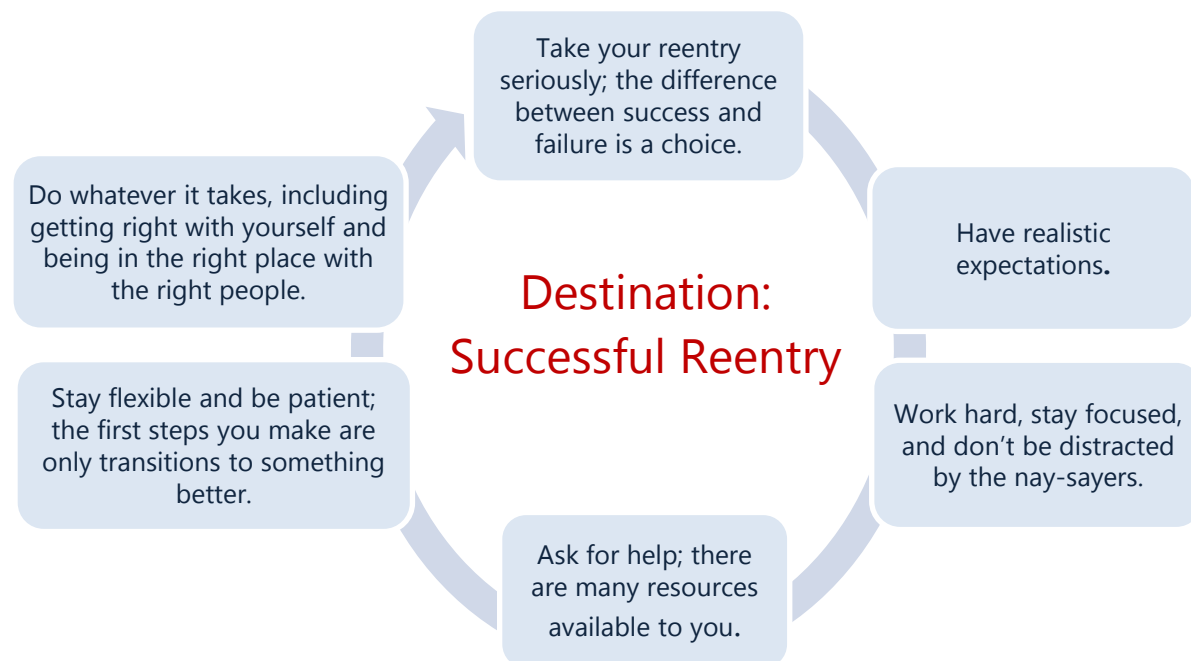 Take your reentry
seriously; the difference
between success and
failure is a choice.
Have realistic
expectations.
Work hard, stay focused,
and don’t be distracted
by the nay-sayers.
Ask for help; there
are many resources
available to you.
Stay flexible and be patient;
the first steps you make are
only transitions to something
better.
Do whatever it takes, including
getting right with yourself and
being in the right place with
the right people.
Destination:
Successful Reentry